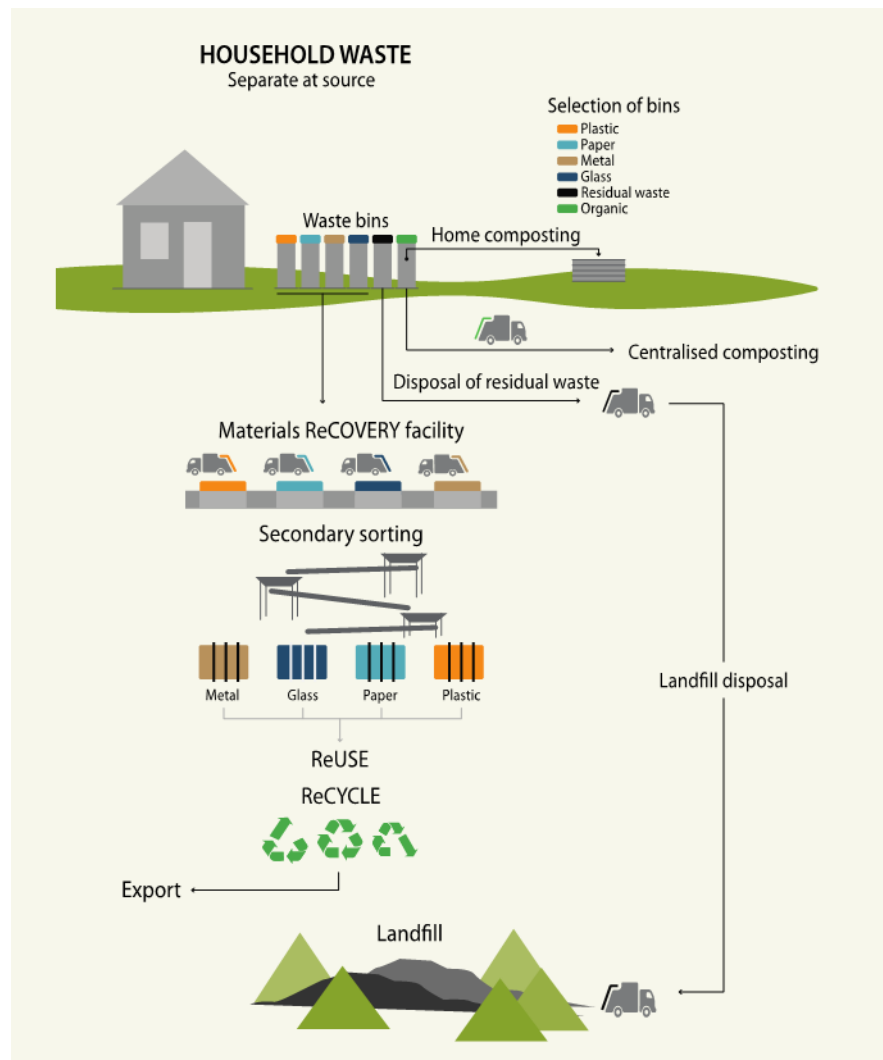 HOUSEHOLD WASTE
Separate at source
Selection of bins
Plastic
Paper
Metal
Glass
Residual waste
Organic
Waste bins
Home composting
Centralised composting
Disposal of residual waste
Materials ReCOVERY facility
Secondary sorting
Metal
Glass
Paper
Plastic
Landfill disposal
ReUSE
ReCYCLE
Export
Landfill